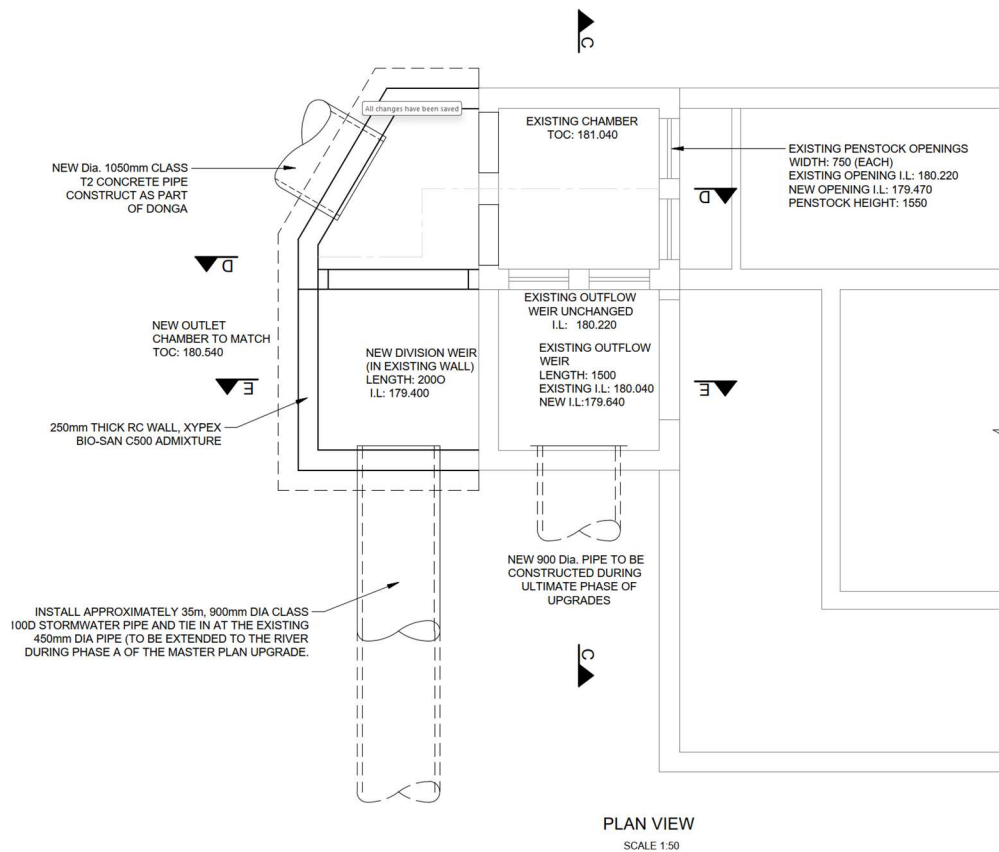 C
All changes have been saved
EXISTING CHAMBER
TOC: 181.040
EXISTING PENSTOCK OPENINGS
WIDTH: 750 (EACH)
EXISTING OPENING I.L: 180.220
NEW OPENING I.L: 179.470
PENSTOCK HEIGHT: 1550
NEW Dia. 1050mm CLASS
T2 CONCRETE PIPE
CONSTRUCT AS PART
OF DONGA
D
D
EXISTING OUTFLOW
WEIR UNCHANGED
I.L: 180.220
NEW OUTLET
CHAMBER TO MATCH
TOC: 180.540
NEW DIVISION WEIR
(IN EXISTING WALL)
LENGTH: 200O
I.L: 179.400
EXISTING OUTFLOW
WEIR
LENGTH: 1500
EXISTING I.L: 180.040
NEW I.L:179.640
E
E
250mm THICK RC WALL, XYPEX
BIO-SAN C500 ADMIXTURE
NEW 900 Dia. PIPE TO BE
CONSTRUCTED DURING
ULTIMATE PHASE OF
UPGRADES
INSTALL APPROXIMATELY 35m, 900mm DIA CLASS
100D STORMWATER PIPE AND TIE IN AT THE EXISTING
450mm DIA PIPE (TO BE EXTENDED TO THE RIVER
DURING PHASE A OF THE MASTER PLAN UPGRADE.
C
PLAN VIEW
SCALE 1:50